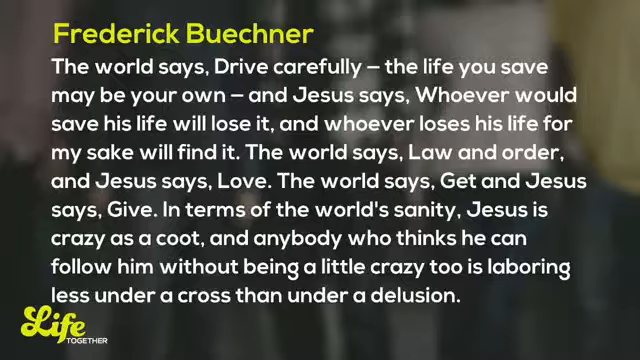 Frederick Buechner
The world says, Drive carefully — the life you save
may be your own — and Jesus says, Whoever would
save his life will lose it, and whoever loses his life for
my sake will find it. The world says, Law and order,
and Jesus says, Love. The world says, Get and Jesus
says, Give. In terms of the world's sanity, Jesus is
crazy as a coot, and anybody who thinks he can
follow him without being a little crazy too is laboring
less under a cross than under a delusion.
Life
TOGETHER